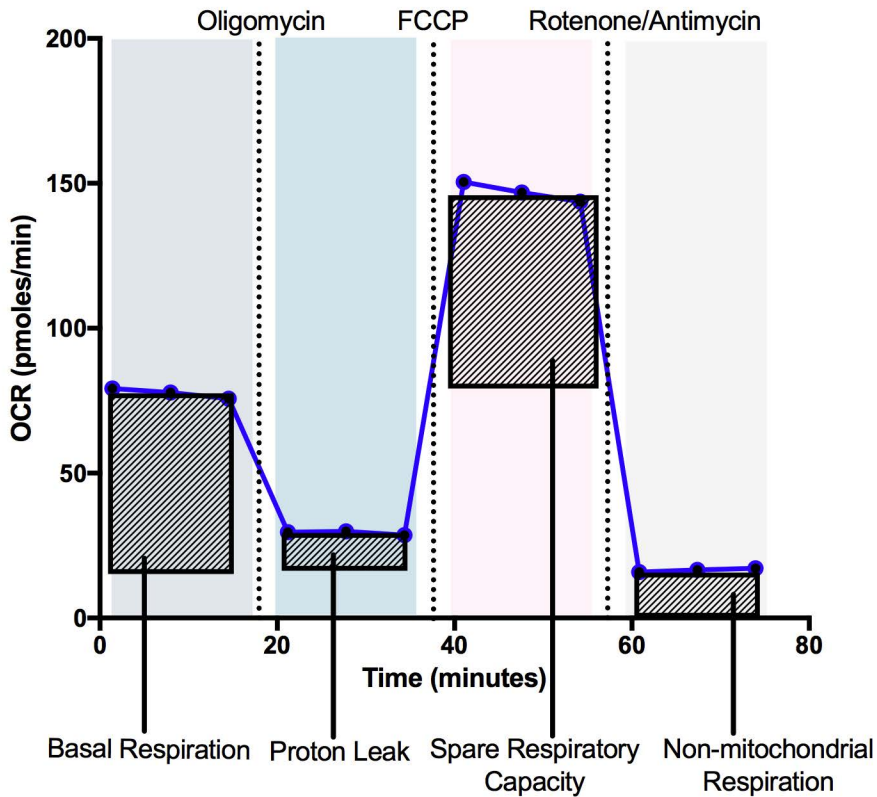 Oligomycin FCCP Rotenone/Antimycin
200
150
100
50
0
OCR (pmoles/min)
0 20 40 60 80
Time (minutes)
Basal Respiration Proton Leak Spare Respiratory Non-mitochondrial
Capacity Respiration